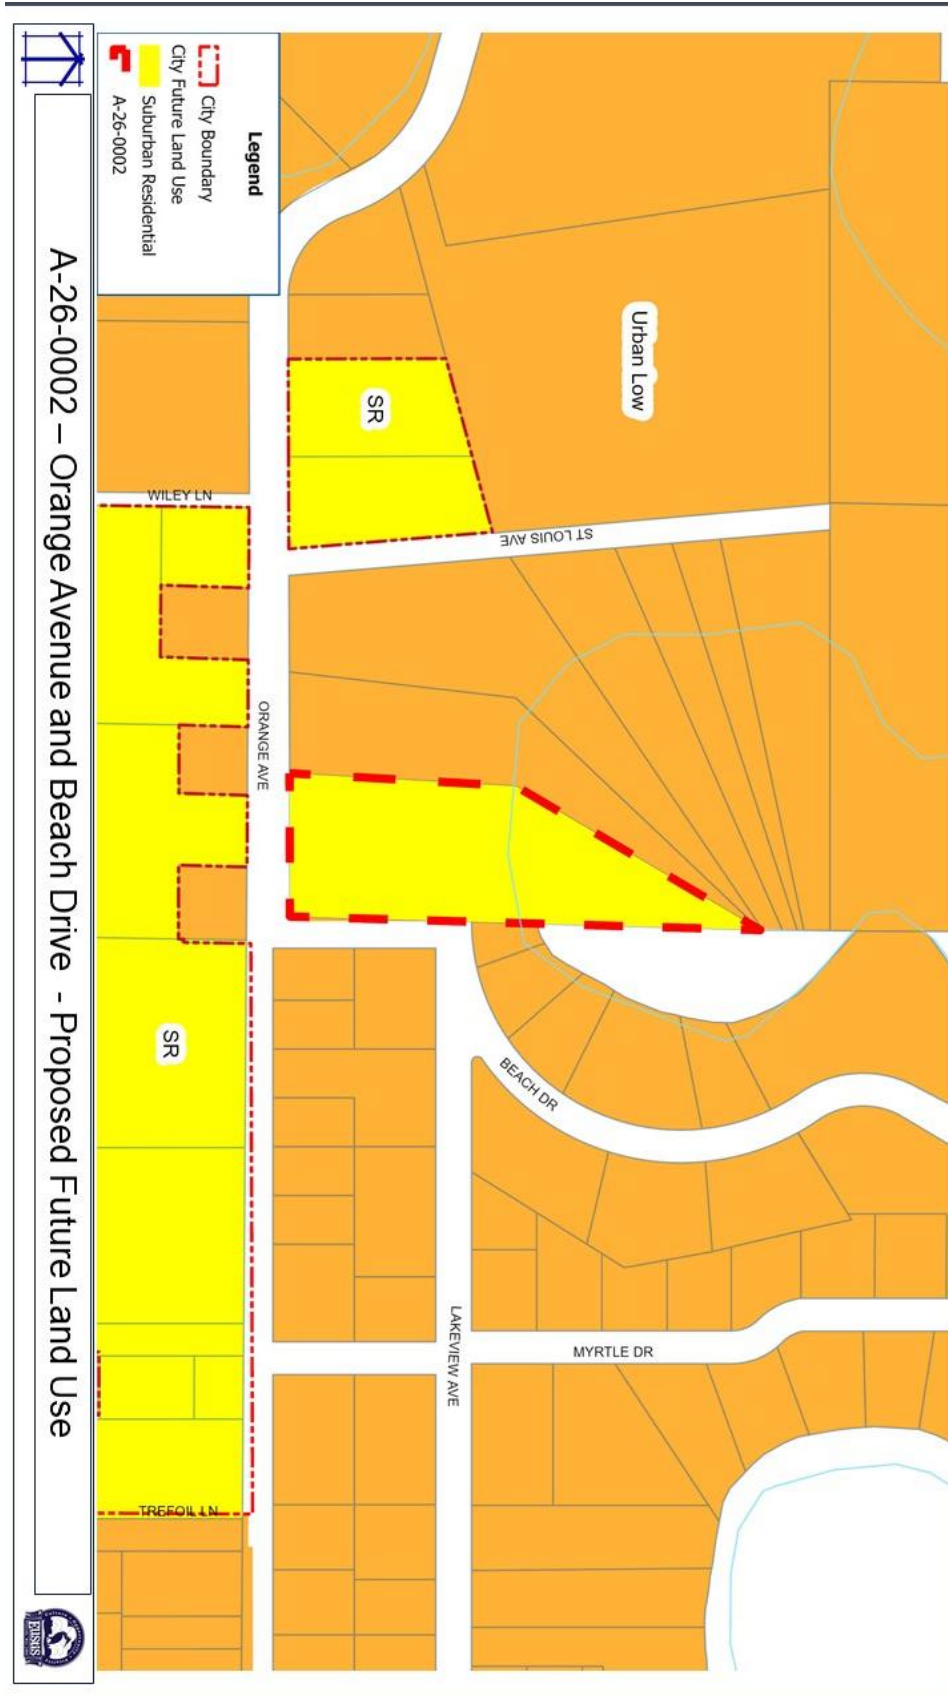 A-26-0002 – Orange Avenue and Beach Drive - Proposed Future Land Use
Legend
City Boundary
City Future Land Use
Suburban Residential
A-26-0002
Urban Low
SR
ST LOUIS AVE
WILEY LN
ORANGE AVE
BEACH DR
SR
LAKEVIEW AVE
MYRTLE DR
TREFOIL LN
EUSTIS